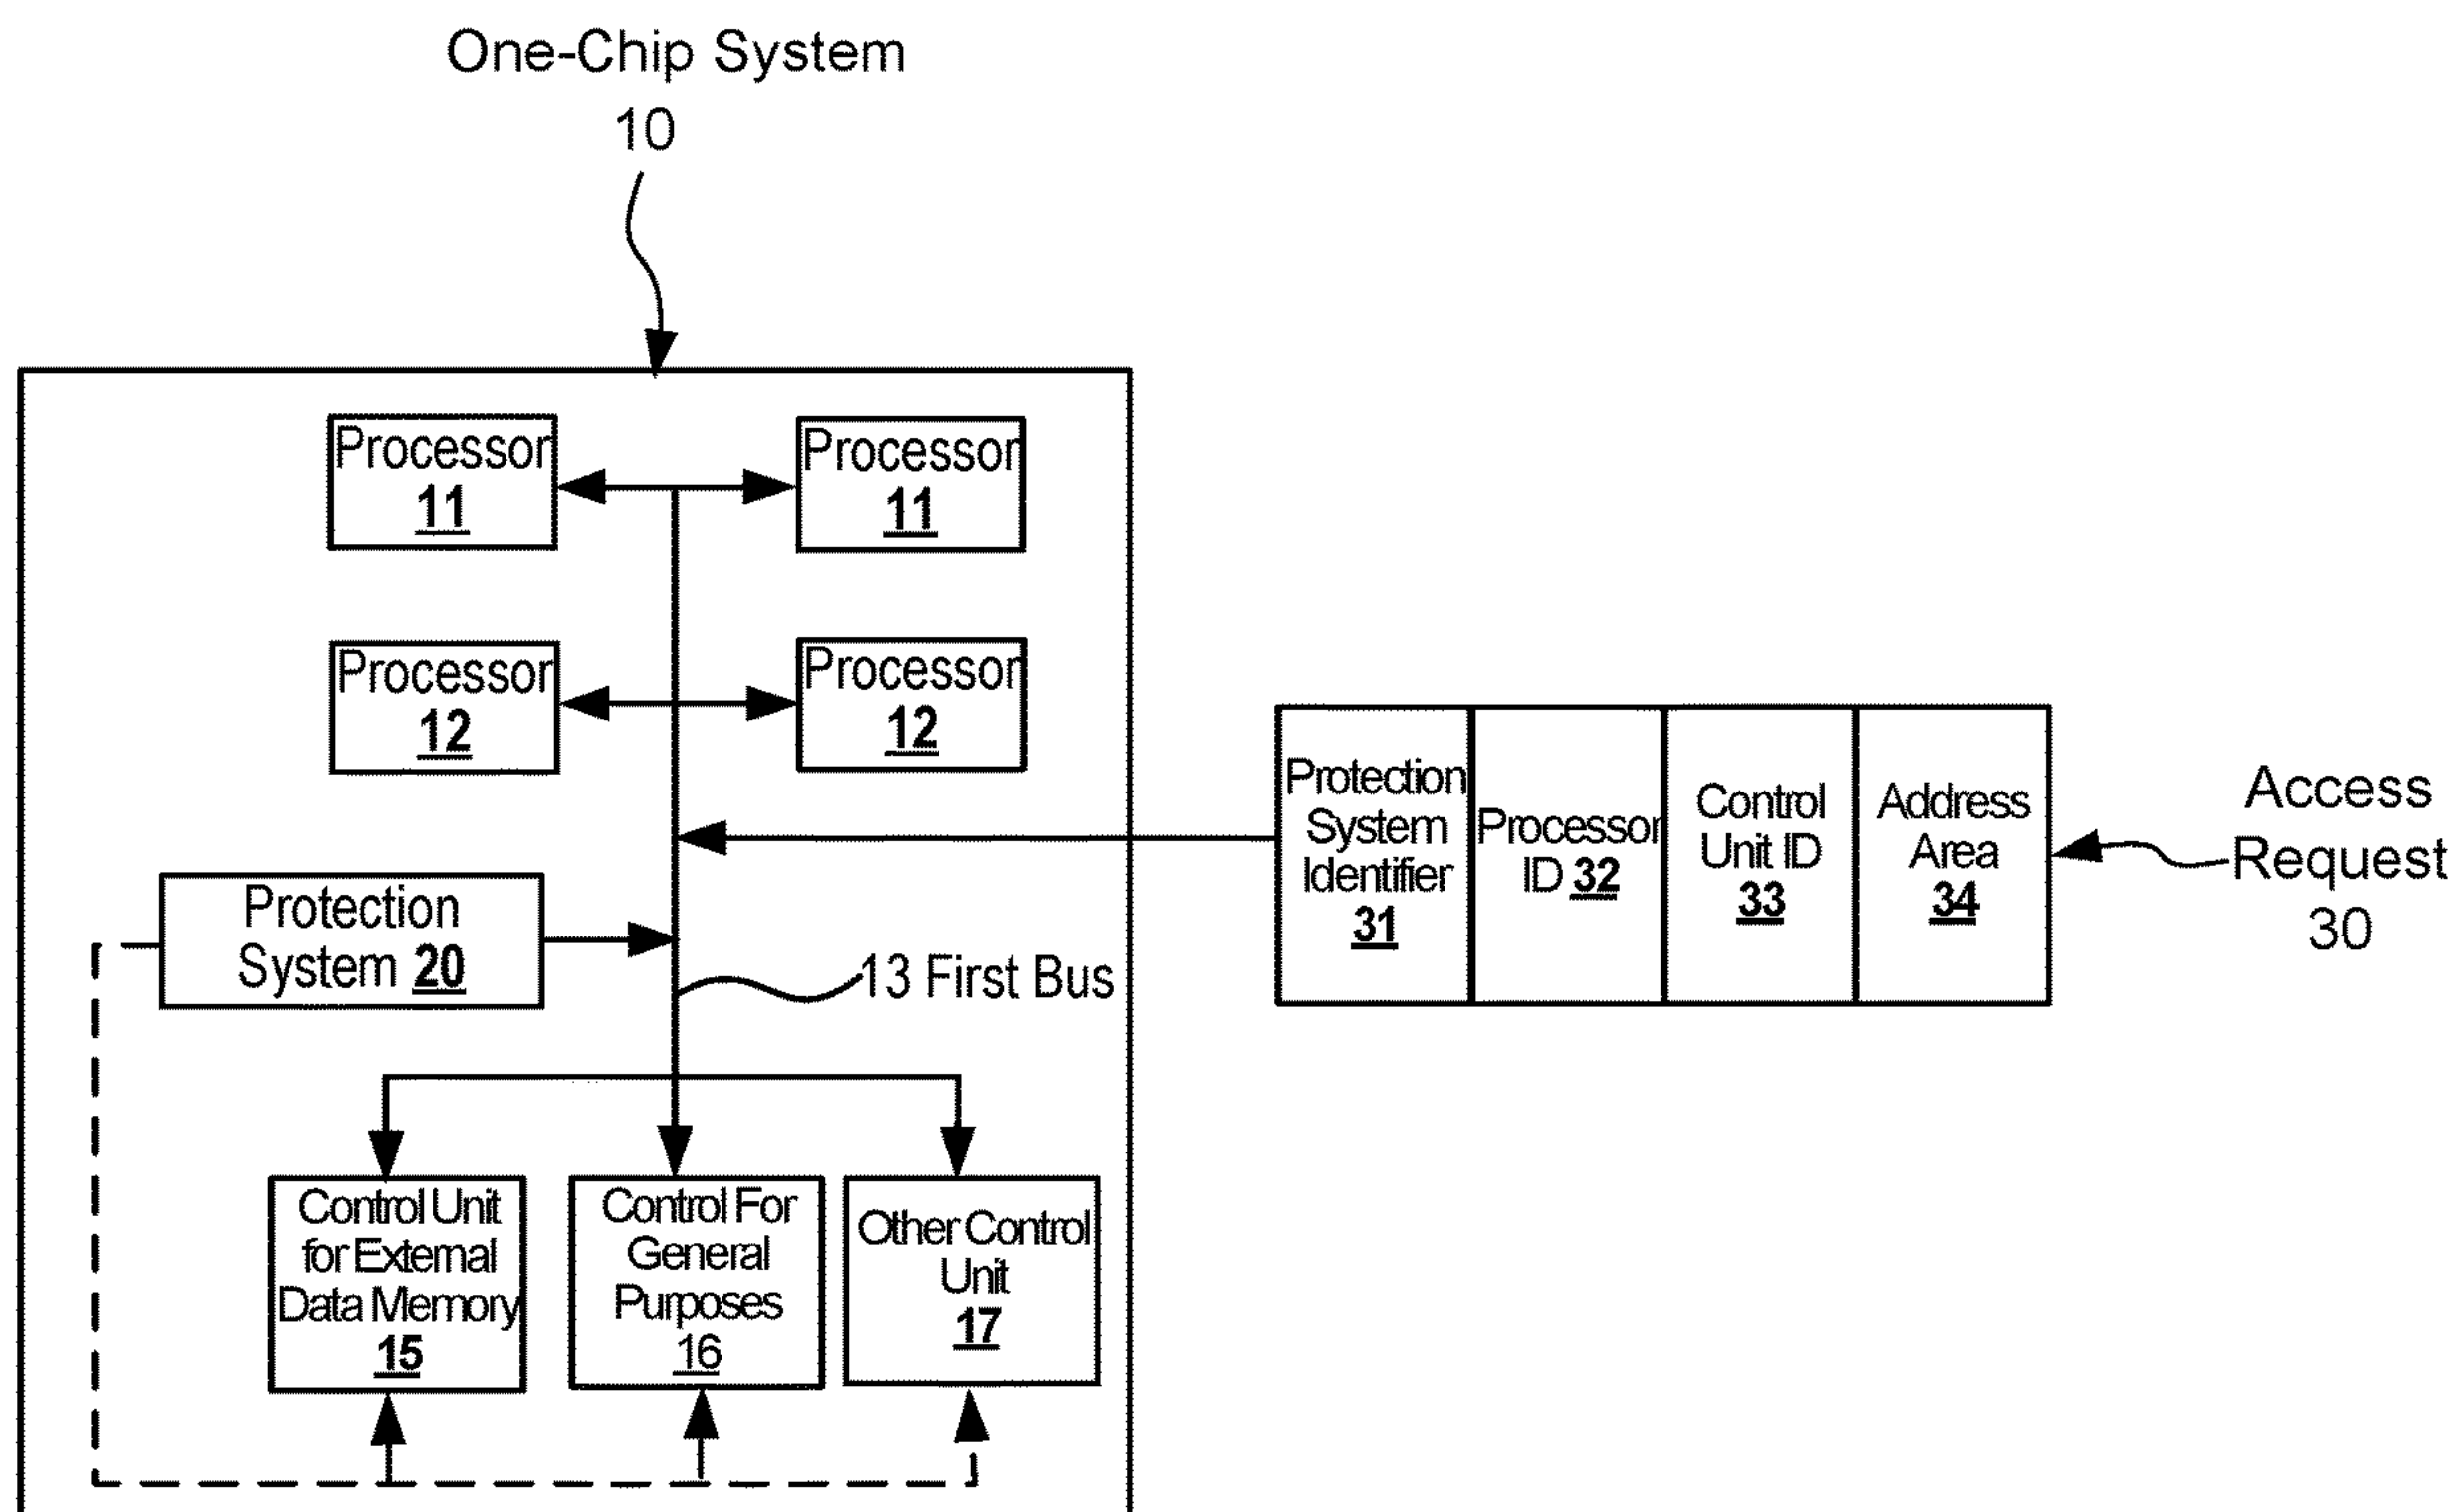 One-Chip System
10
Processor
11
Processor
11
Processor
12
Processor
12
Protection
System
Identifier
31
Processor
ID 32
Control
Unit ID
33
Address
Area
34
Access
Request
30
Protection
System 20
13 First Bus
Control Unit
for External
Data Memory
15
Control For
General
Purposes
16
Other Control
Unit
17